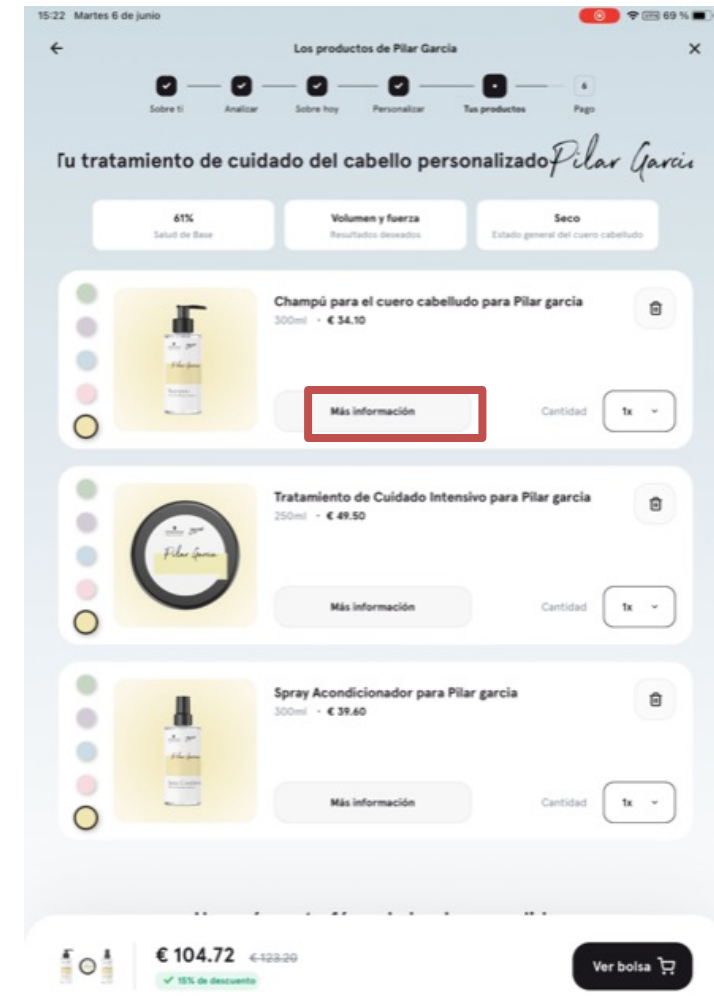 15:22 Martes 6 de junio
69 %
Los productos de Pilar Garcia
6
Sobre ti Analizar Sobre hoy Personalizar Tus productos Pago
Tu tratamiento de cuidado del cabello personalizado Pilar Garcia
61%
Salud de Base
Volumen y fuerza
Resultados deseados
Seco
Estado general del cuero cabelludo
Champú para el cuero cabelludo para Pilar garcia
300ml - € 34.10
Pilar Garcia
Más información
Cantidad
1x
Tratamiento de Cuidado Intensivo para Pilar garcia
250ml - € 49.50
Pilar Garcia
Más información
Cantidad
1x
Spray Acondicionador para Pilar garcia
300ml - € 39.60
Pilar Garcia
Más información
Cantidad
1x
€ 104.72 € 123.20
15% de descuento
Ver bolsa